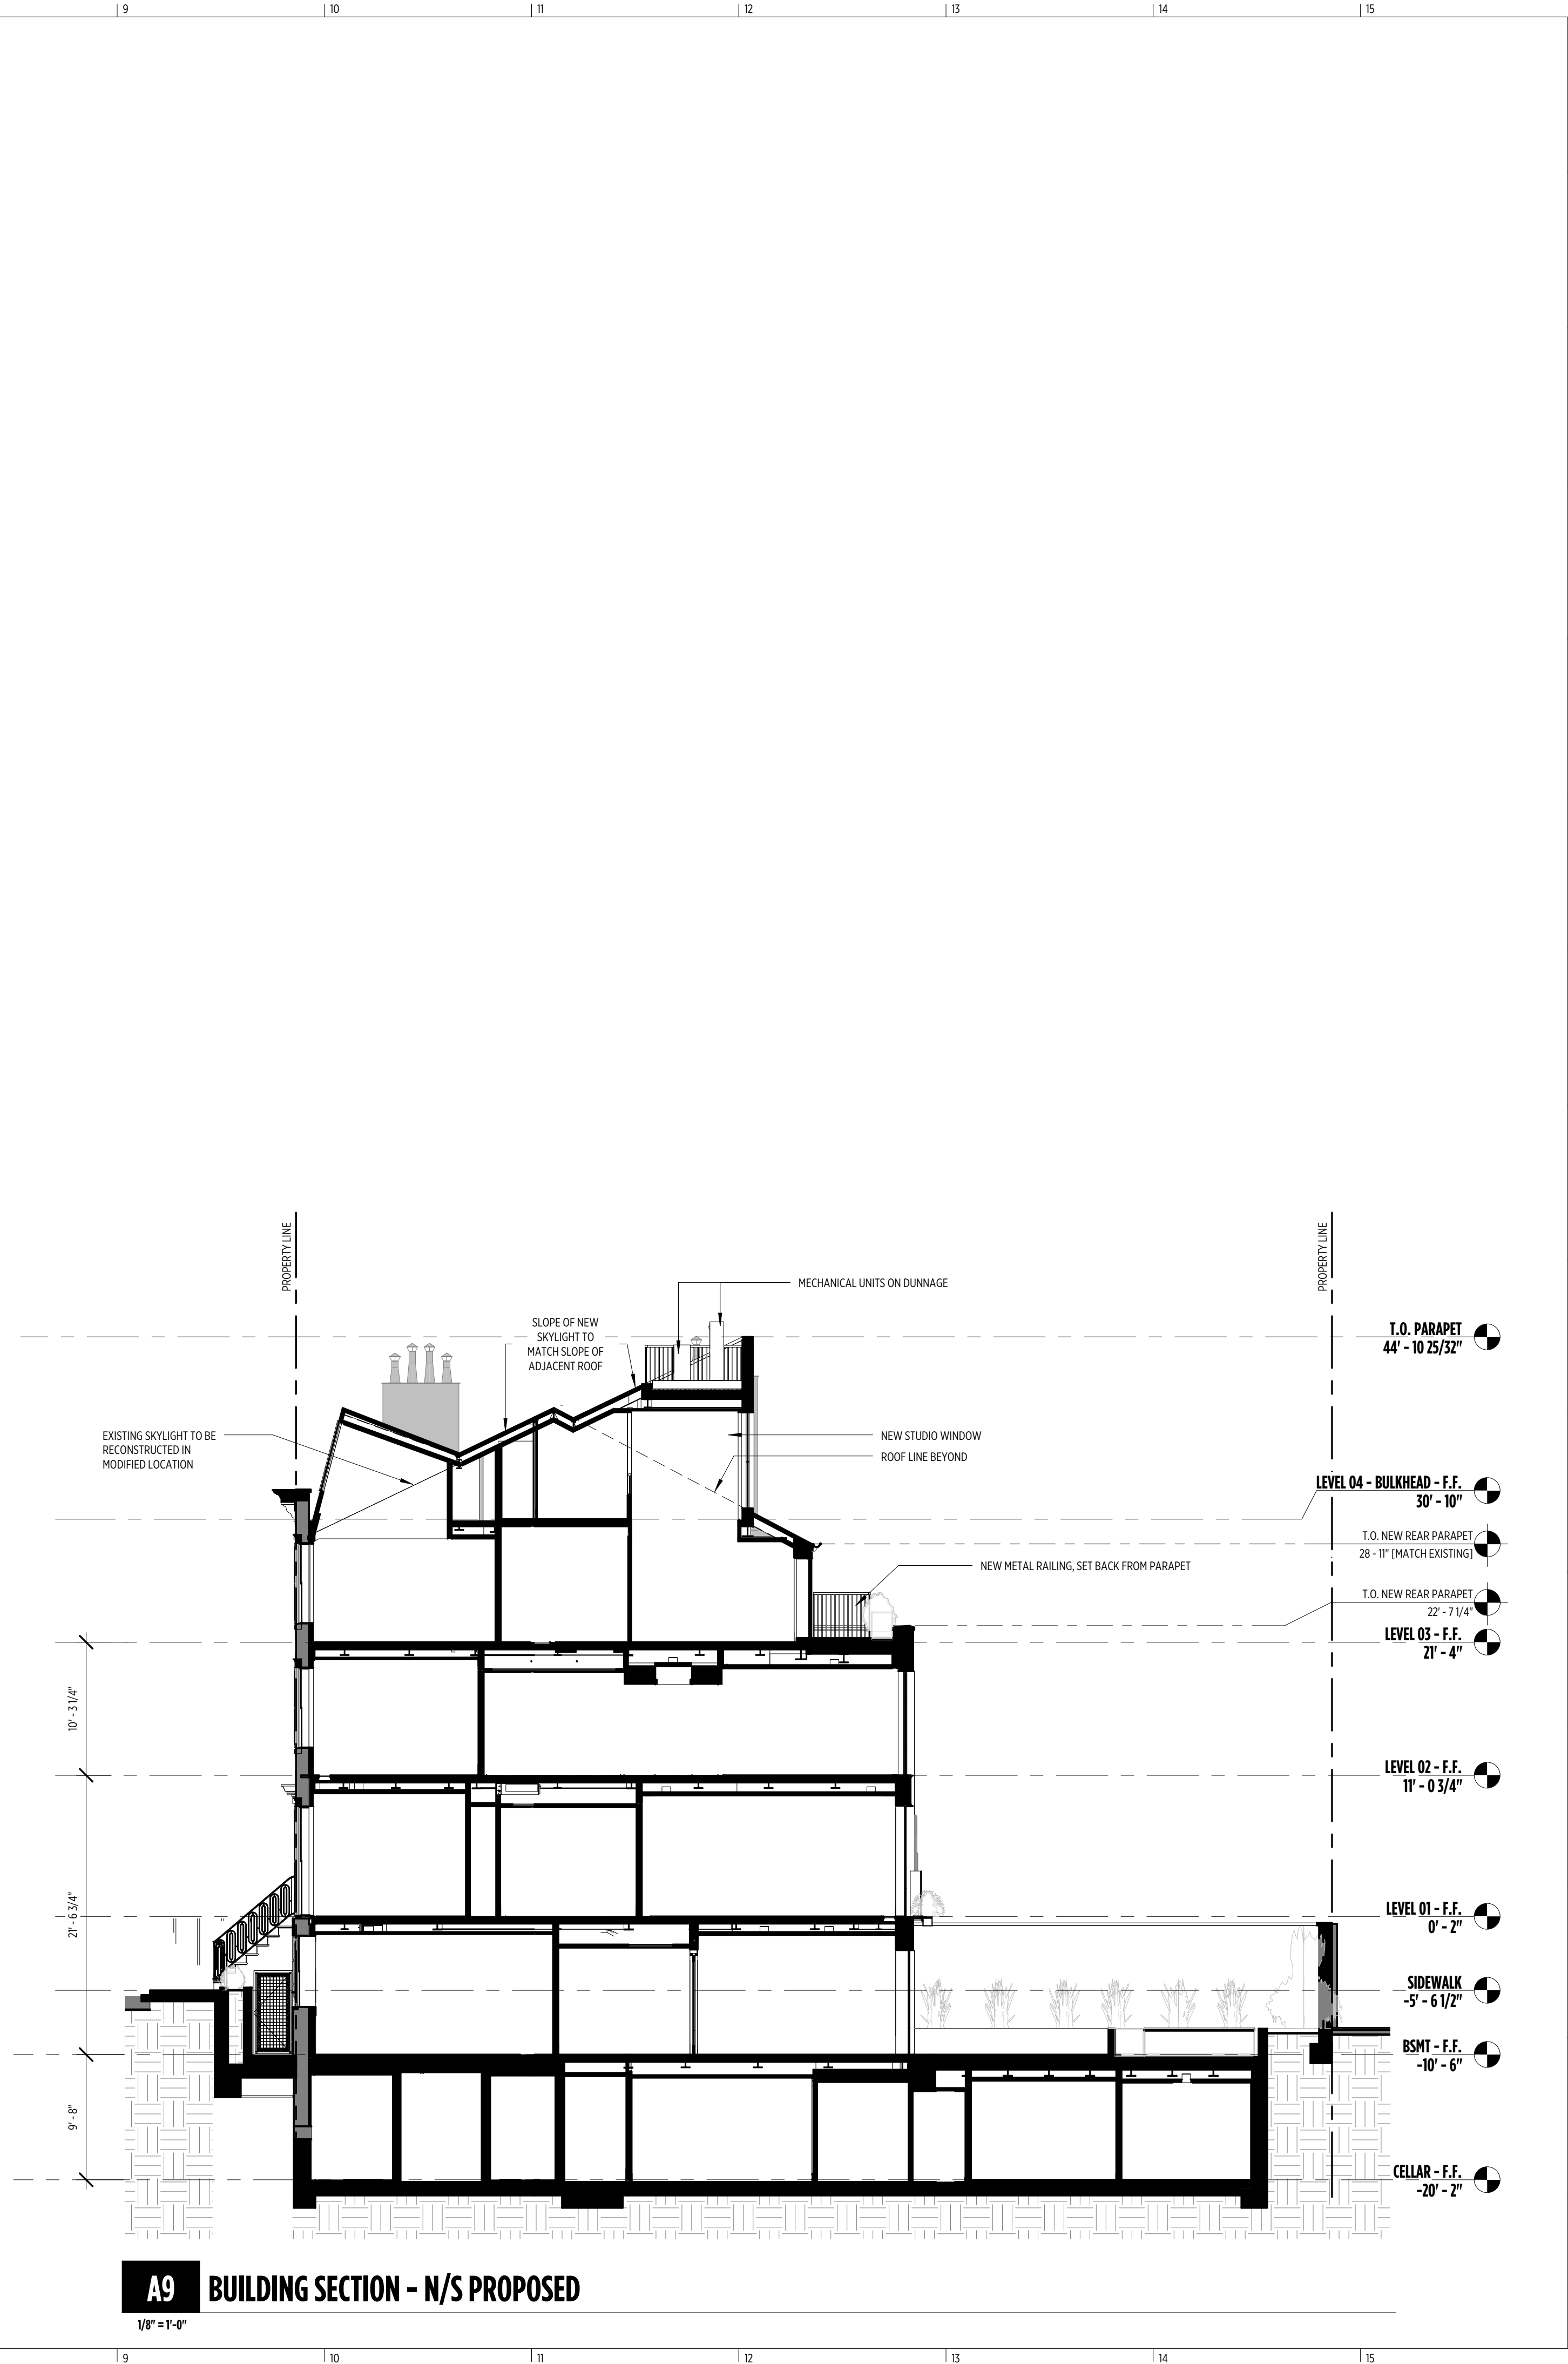 9
10
11
12
13
14
15
PROPERTY LINE
PROPERTY LINE
MECHANICAL UNITS ON DUNNAGE
SLOPE OF NEW
SKYLIGHT TO
MATCH SLOPE OF
ADJACENT ROOF
T.O. PARAPET
44' - 10 25/32"
EXISTING SKYLIGHT TO BE
RECONSTRUCTED IN
MODIFIED LOCATION
NEW STUDIO WINDOW
ROOF LINE BEYOND
LEVEL 04 - BULKHEAD - F.F.
30' - 10"
T.O. NEW REAR PARAPET
28 - 11" [MATCH EXISTING]
NEW METAL RAILING, SET BACK FROM PARAPET
T.O. NEW REAR PARAPET
22' - 7 1/4"
LEVEL 03 - F.F.
21' - 4"
10' - 3 1/4"
LEVEL 02 - F.F.
11' - 0 3/4"
21' - 6 3/4"
LEVEL 01 - F.F.
0' - 2"
SIDEWALK
-5' - 6 1/2"
BSMT - F.F.
-10' - 6"
9' - 8"
CELLAR - F.F.
-20' - 2"
A9
BUILDING SECTION - N/S PROPOSED
1/8" = 1'-0"
9
10
11
12
13
14
15